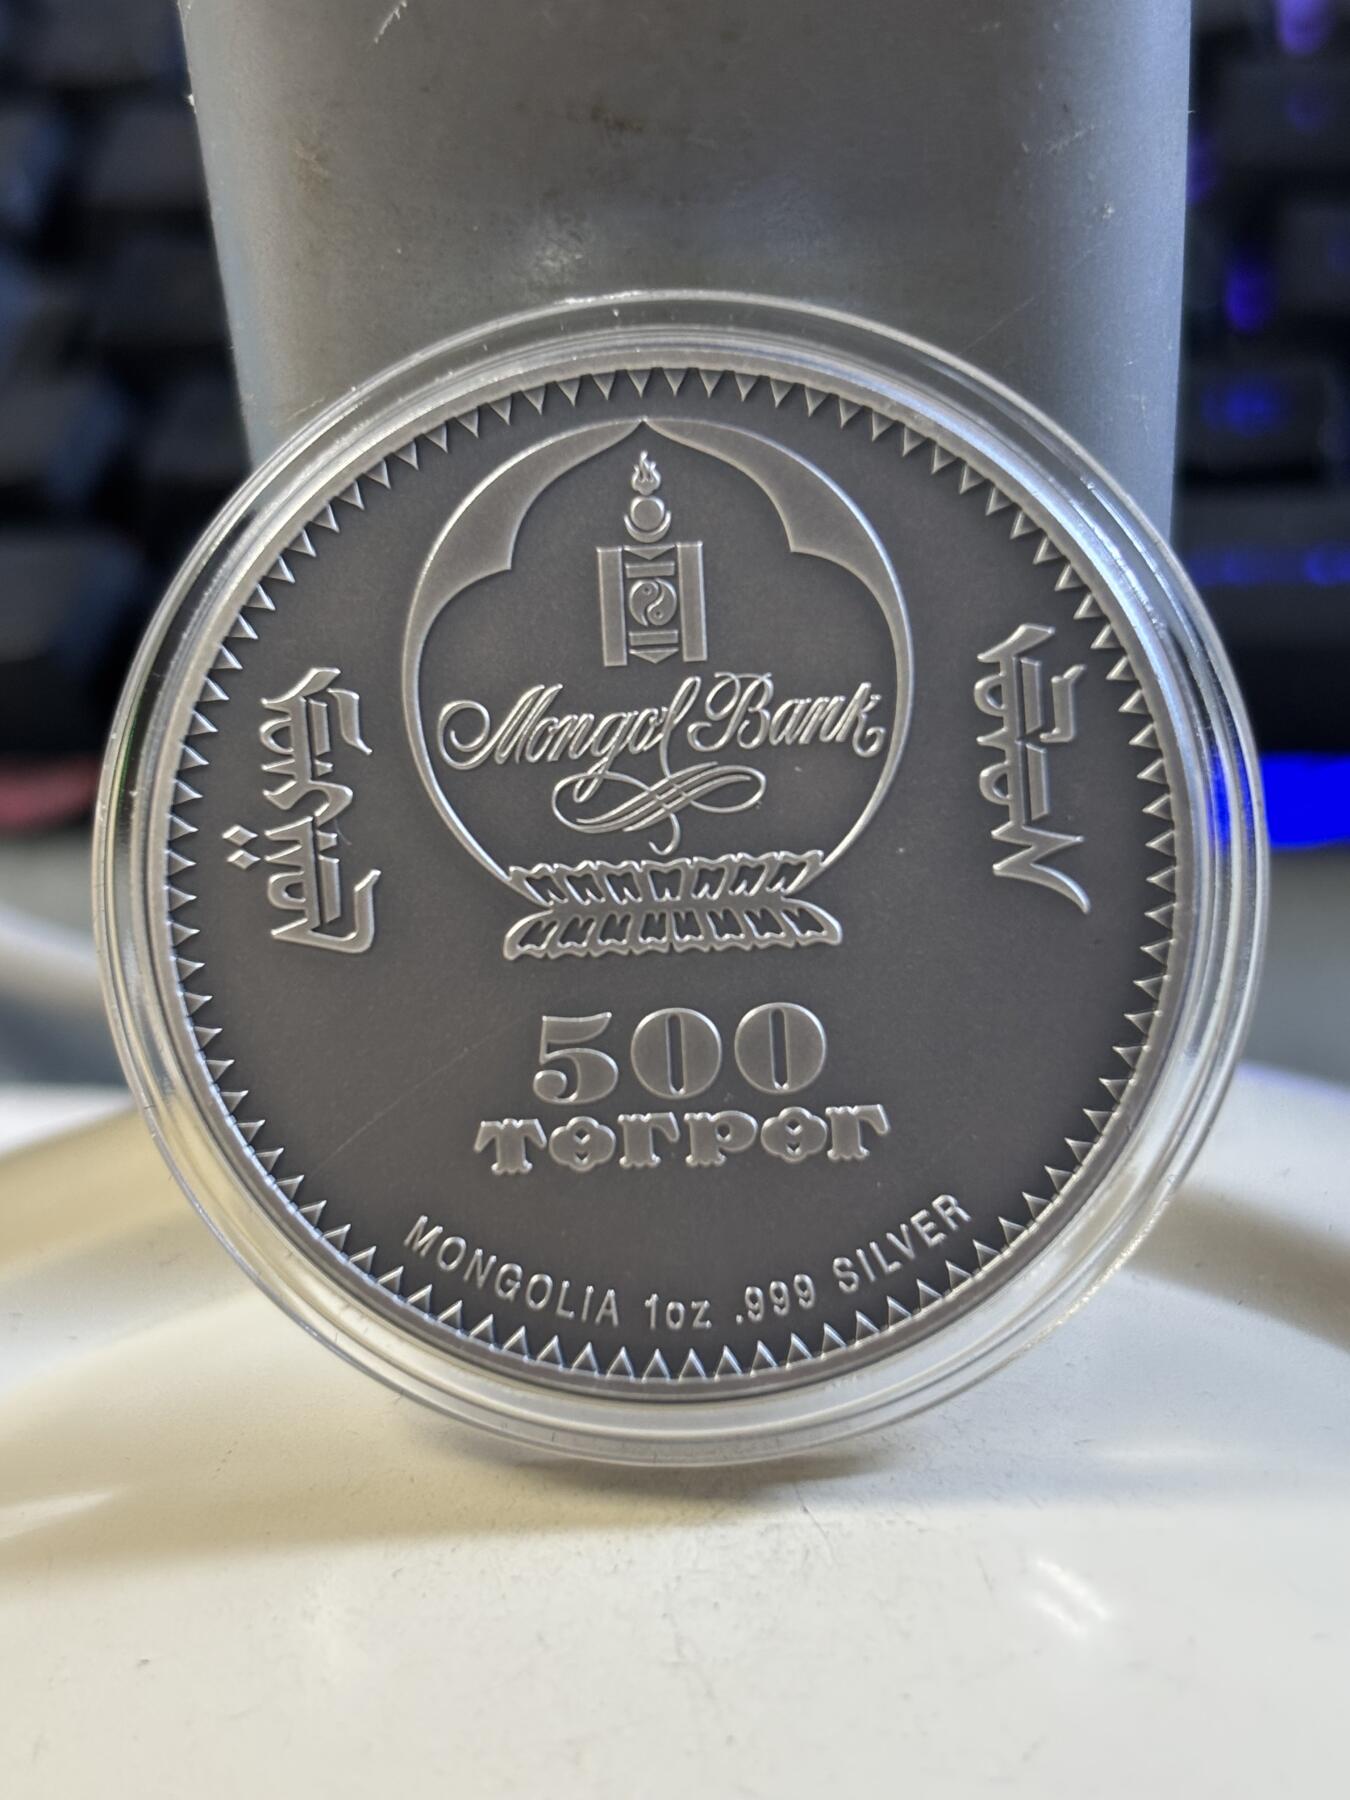 Mongol Bank
500
ТӨГРӨГ
MONGOLIA 1oz .999 SILVER